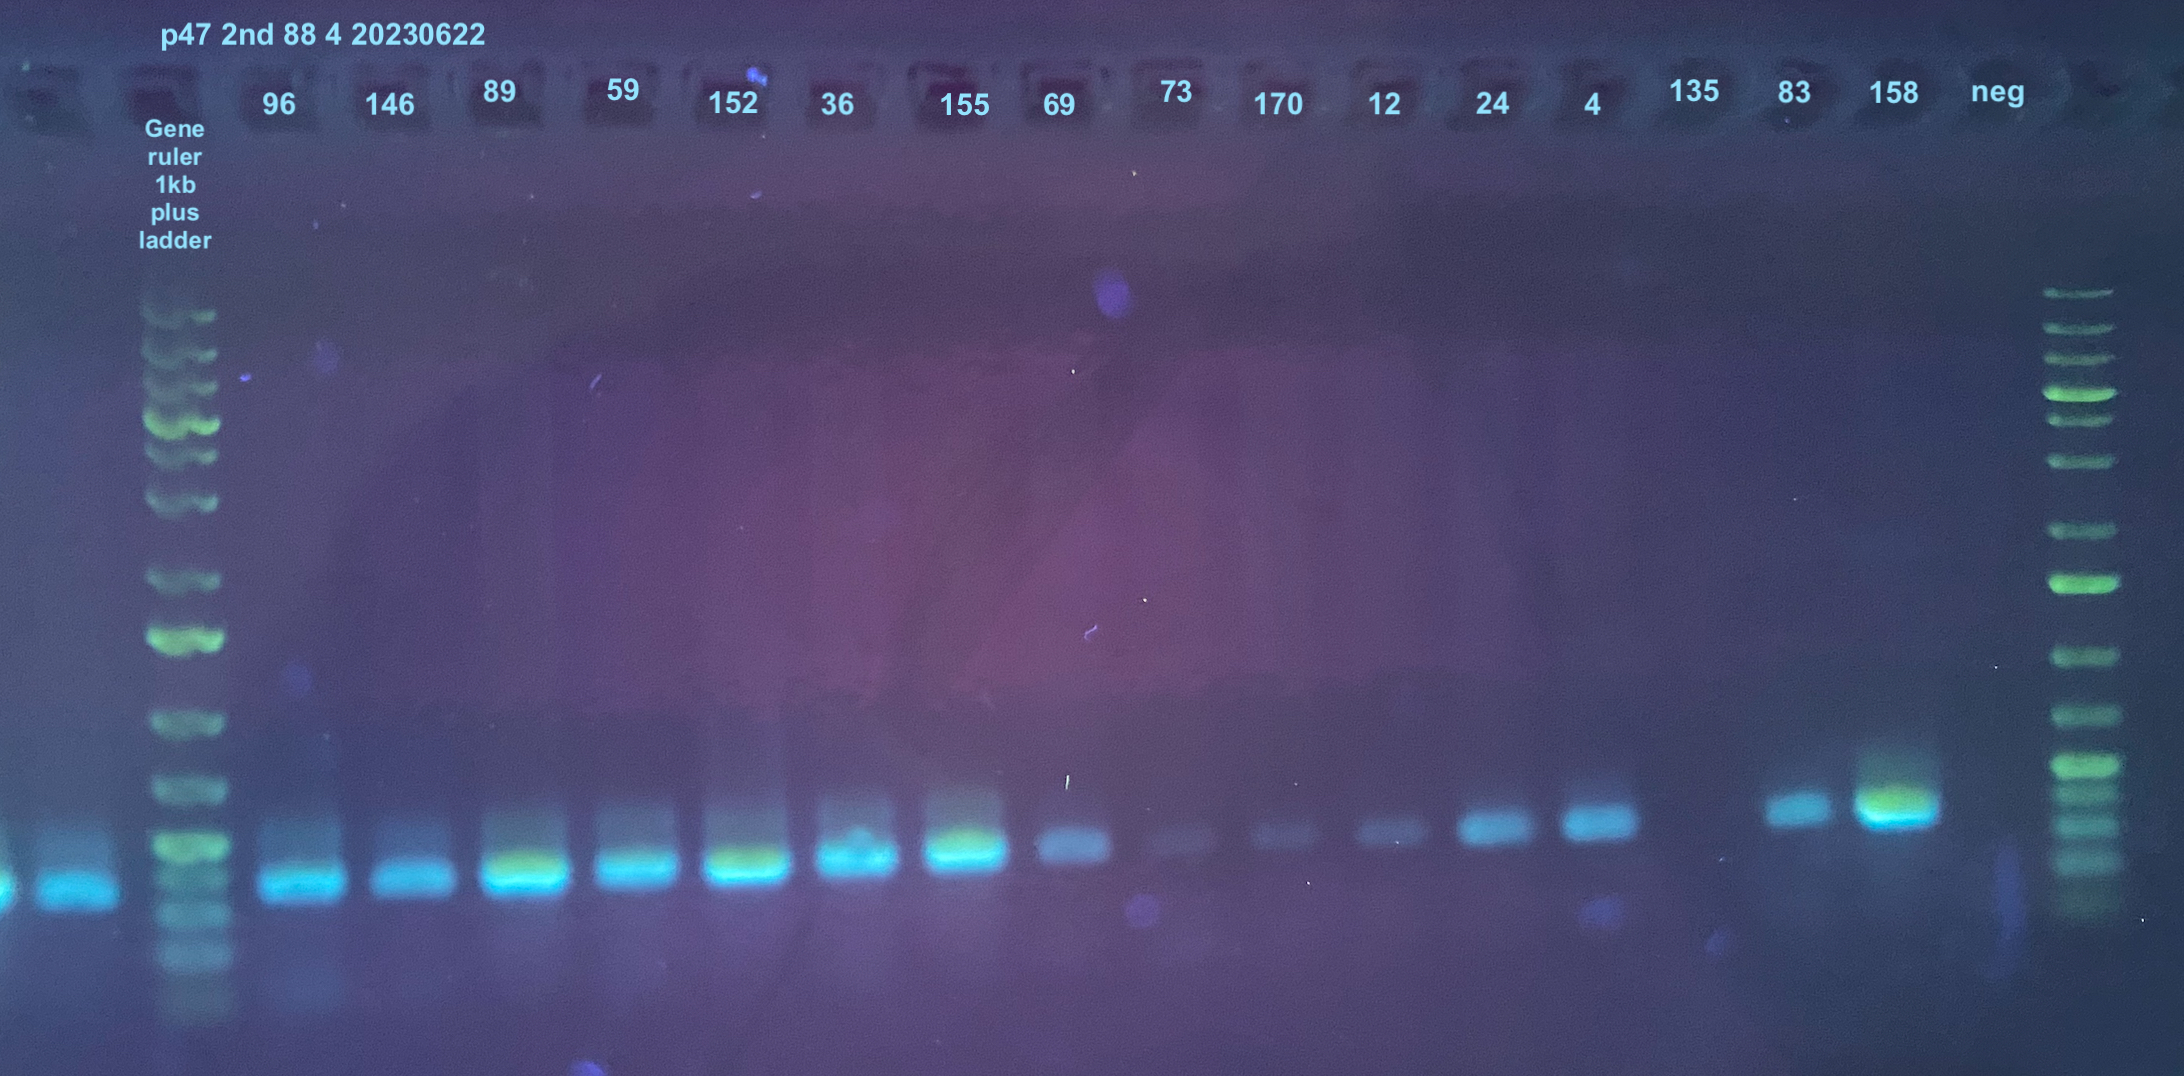 p47 2nd 88 4 20230622
96 146 89 59 152 36 155 69 73 170 12 24 4 135 83 158 neg
Gene
ruler
1kb
plus
ladder